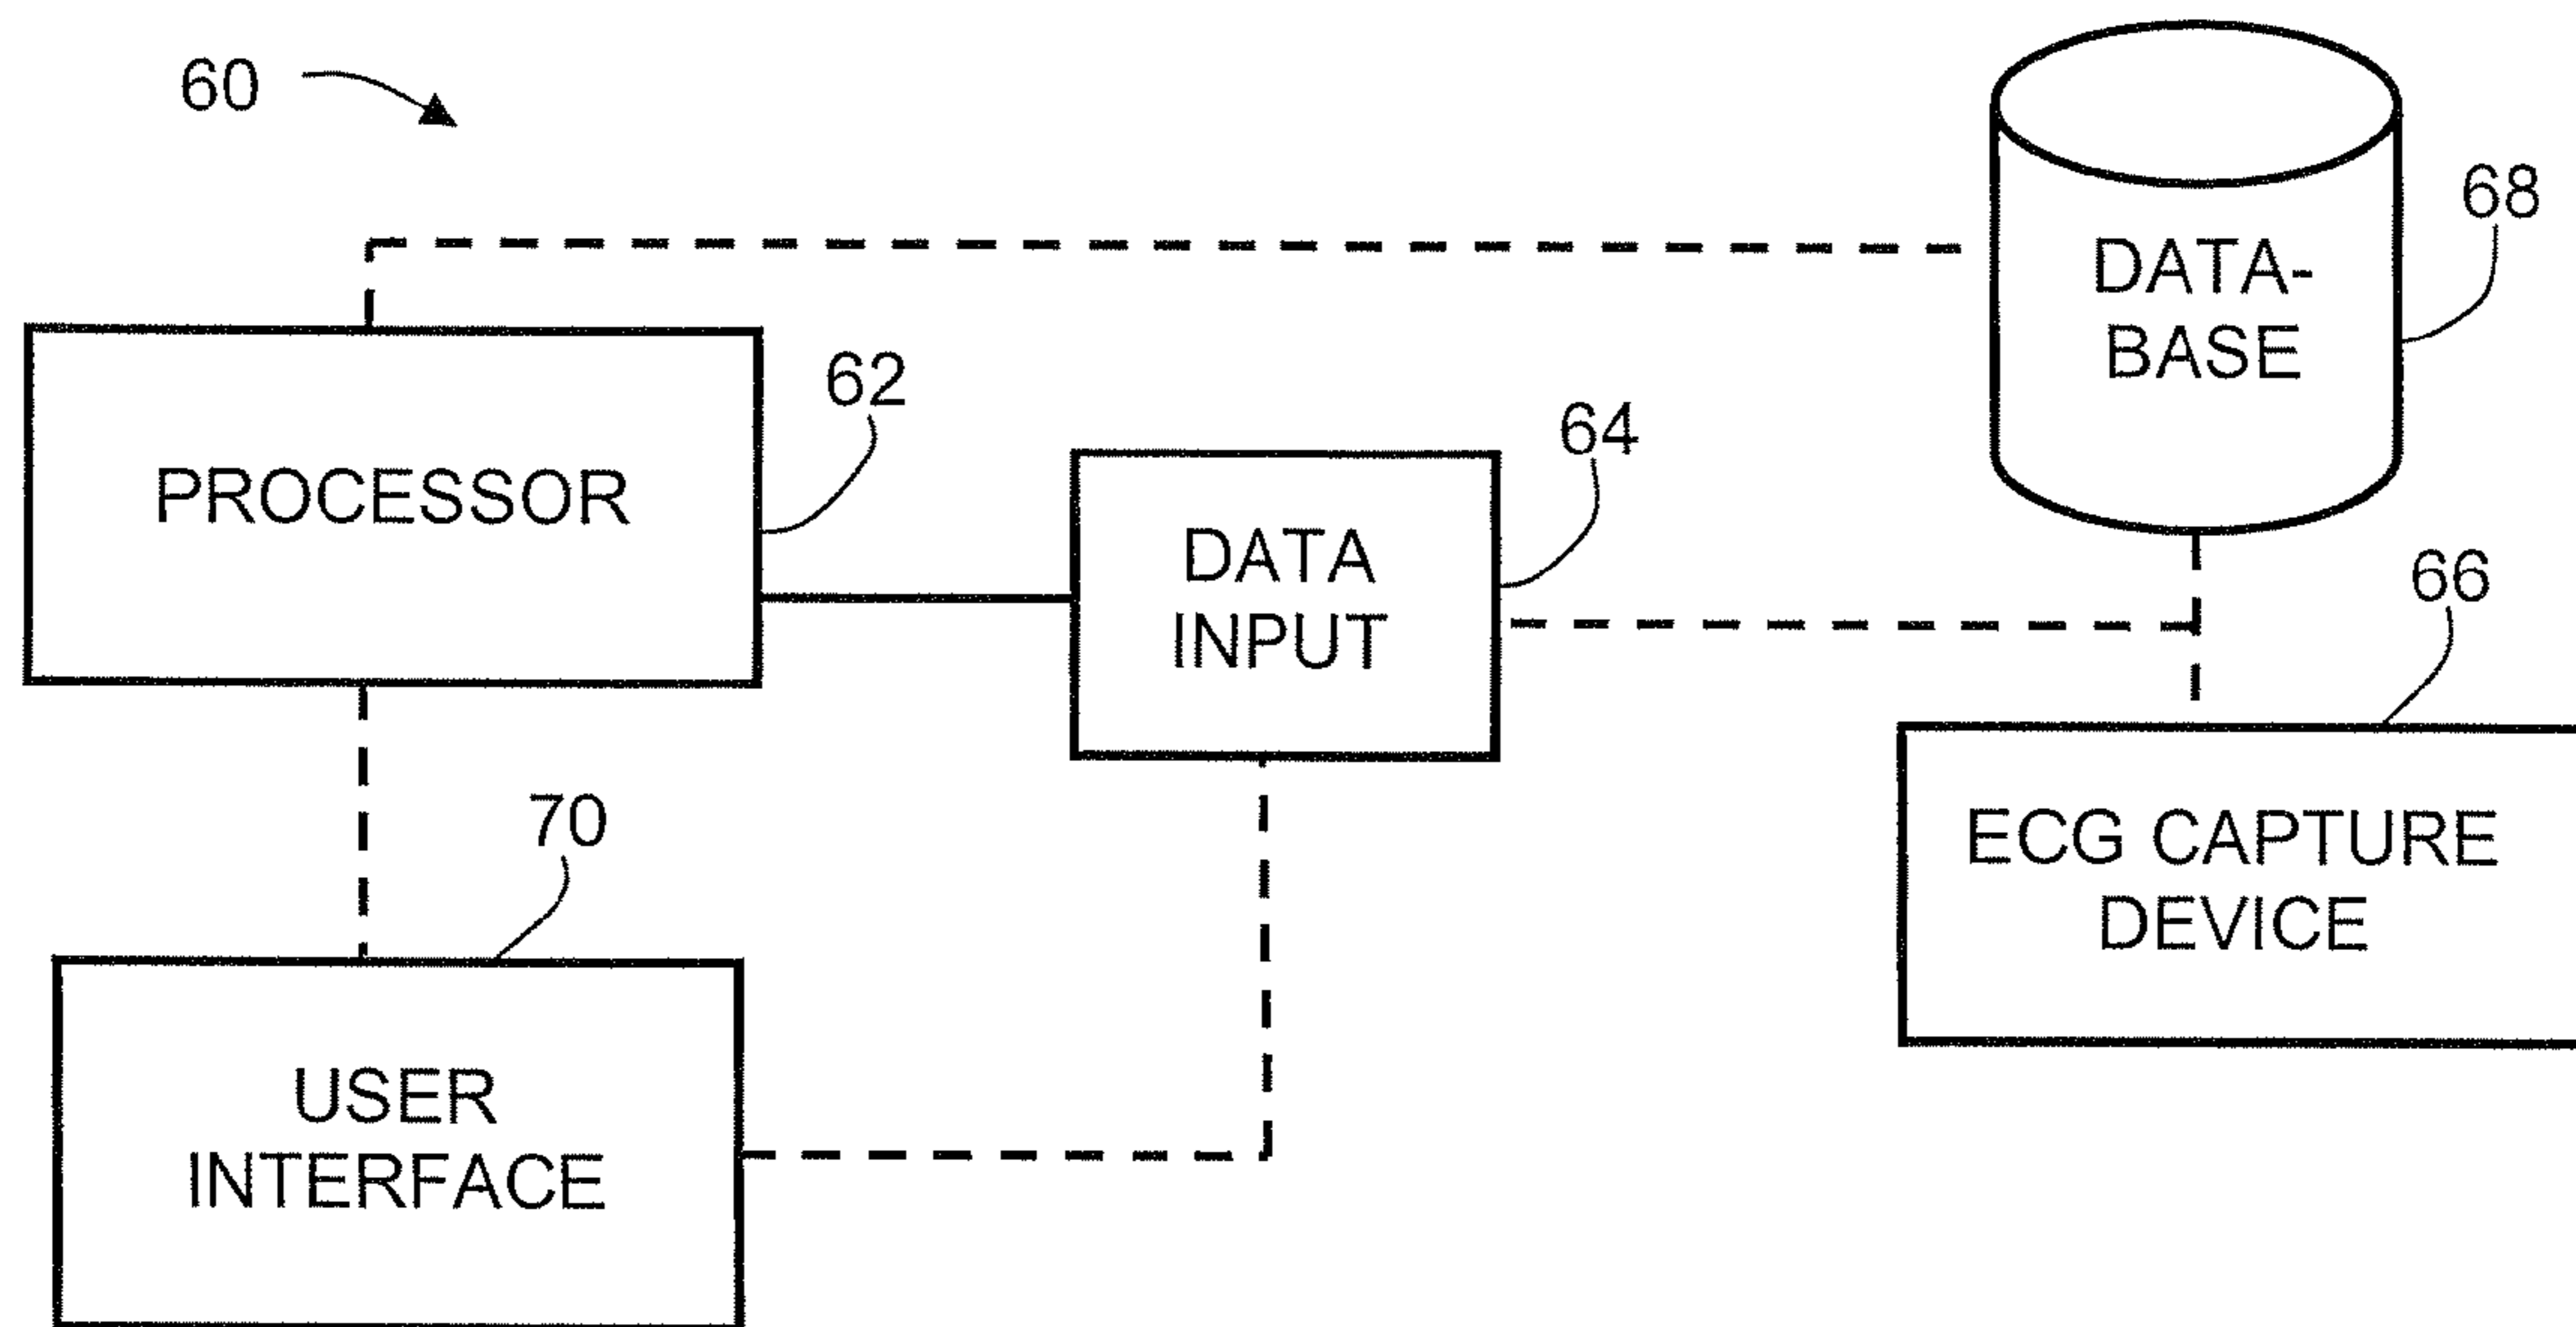 60
68
DATA-
BASE
62
64
PROCESSOR
DATA
INPUT
66
70
ECG CAPTURE
DEVICE
USER
INTERFACE